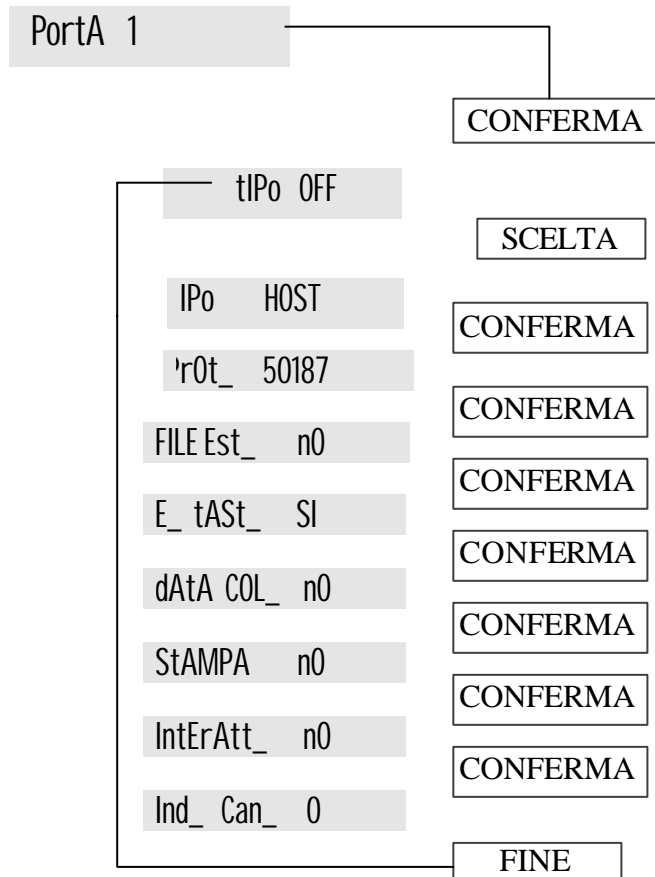 PortA 1
CONFERMA
tIPo OFF
SCELTA
IPo HOST
CONFERMA
'r0t_ 50187
CONFERMA
FILE Est_ n0
CONFERMA
E_ tASt_ SI
CONFERMA
dAtA COL_ n0
CONFERMA
StAMPA n0
CONFERMA
IntErAtt_ n0
CONFERMA
Ind_ Can_ 0
FINE